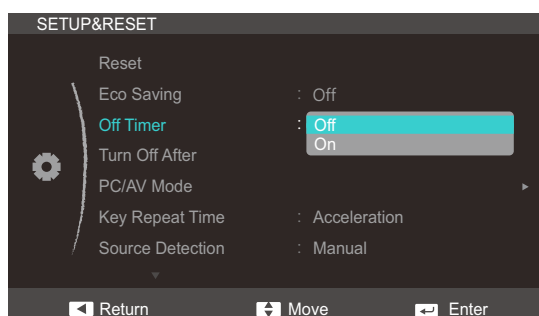 SETUP&RESET
Reset
Eco Saving : Off
Off Timer : Off
On
Turn Off After
PC/AV Mode
Key Repeat Time : Acceleration
Source Detection : Manual
Return Move Enter